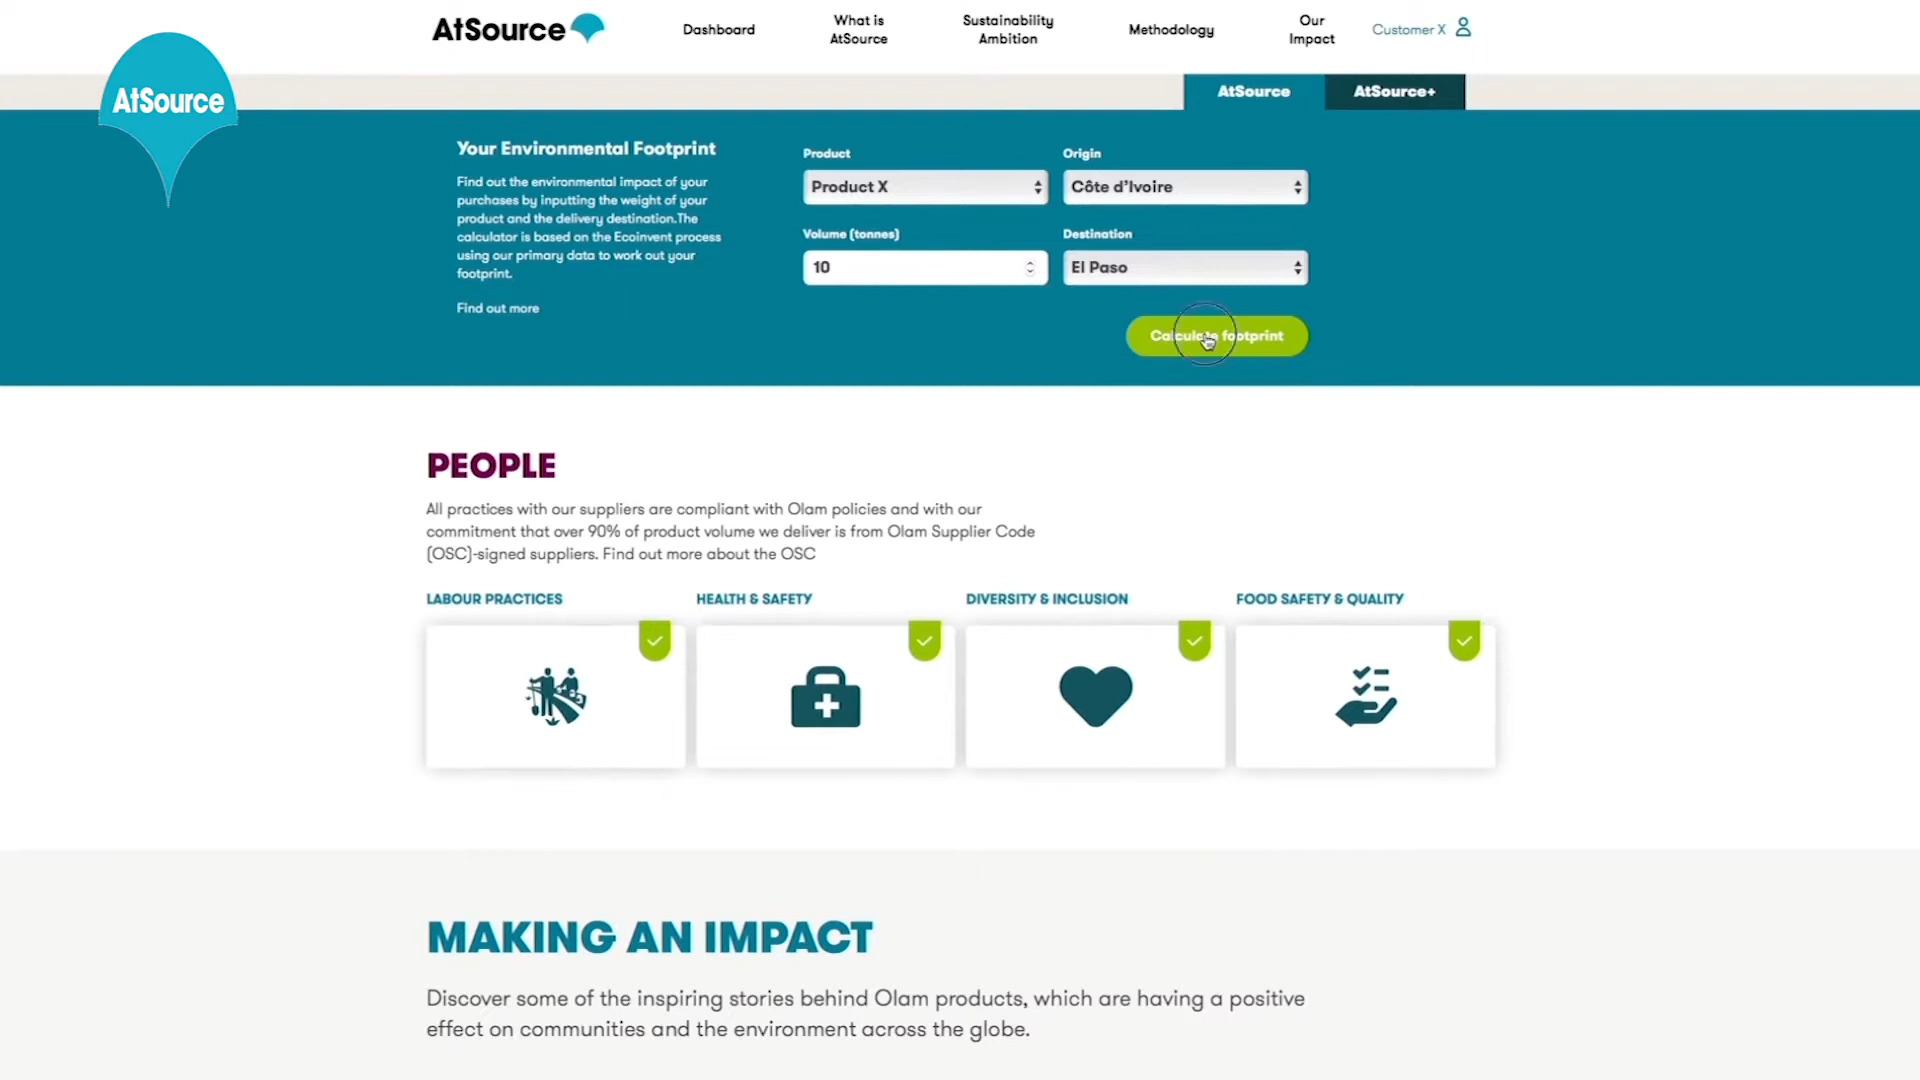 AtSource
Dashboard
What is
AtSource
Sustainability
Ambition
Methodology
Our
Impact
Customer X
AtSource
AtSource
AtSource+
Your Environmental Footprint
Find out the environmental impact of your
purchases by inputting the weight of your
product and the delivery destination.The
calculator is based on the Ecoinvent process
using our primary data to work out your
footprint.
Find out more
Product
Product X
Origin
Côte d'Ivoire
Volume (tonnes)
10
Destination
El Paso
Calculate footprint
PEOPLE
All practices with our suppliers are compliant with Olam policies and with our
commitment that over 90% of product volume we deliver is from Olam Supplier Code
(OSC)-signed suppliers. Find out more about the OSC
LABOUR PRACTICES
HEALTH & SAFETY
DIVERSITY & INCLUSION
FOOD SAFETY & QUALITY
MAKING AN IMPACT
Discover some of the inspiring stories behind Olam products, which are having a positive
effect on communities and the environment across the globe.